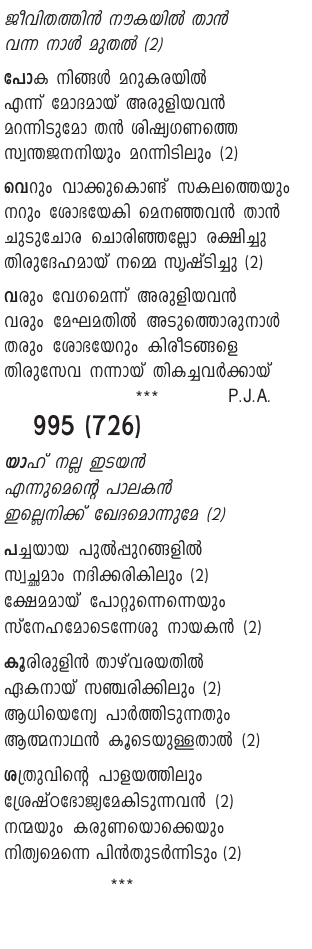 ജീവിതത്തിൻ നൗകയിൽ താൻ
വന്ന നാൾ മുതൽ (2)
പോക നിങ്ങൾ മറുകരയിൽ
എന്ന് മോദമായ് അരുളിയവൻ
മറന്നിടുമോ തൻ ശിഷ്യഗണത്തെ
സ്വന്തജനനിയും മറന്നിടിലും (2)
വെറും വാക്കുകൊണ്ട് സകലത്തെയും
നറും ശോഭയേകി മെനഞ്ഞവൻ താൻ
ചുടുചോര ചൊരിഞ്ഞല്ലോ രക്ഷിച്ചു
തിരുദേഹമായ് നമ്മെ സൃഷ്ടിച്ചു (2)
വരും വേഗമെന്ന് അരുളിയവൻ
വരും മേഘമതിൽ അടുത്തൊരുനാൾ
തരും ശോഭയേറും കിരീടങ്ങളെ
തിരുസേവ നന്നായ് തികച്ചവർക്കായ്
*** P.J.A.
995 (726)
യാഹ് നല്ല ഇടയൻ
എന്നുമെന്റെ പാലകൻ
ഇല്ലെനിക്ക് ഖേദമൊന്നുമേ (2)
പച്ചയായ പുൽപ്പുറങ്ങളിൽ
സ്വച്ഛമാം നദിക്കരികിലും (2)
ക്ഷേമമായ് പോറ്റുന്നെന്നെയും
സ്നേഹമോടെന്നേശു നായകൻ (2)
കൂരിരുളിൻ താഴ്‌വരയതിൽ
ഏകനായ് സഞ്ചരിക്കിലും (2)
ആധിയെന്യേ പാർത്തിടുന്നതും
ആത്മനാഥൻ കൂടെയുള്ളതാൽ (2)
ശത്രുവിന്റെ പാളയത്തിലും
ശ്രേഷ്ഠഭോജ്യമേകിടുന്നവൻ (2)
നന്മയും കരുണയൊക്കെയും
നിത്യമെന്നെ പിൻതുടർന്നിടും (2)
***